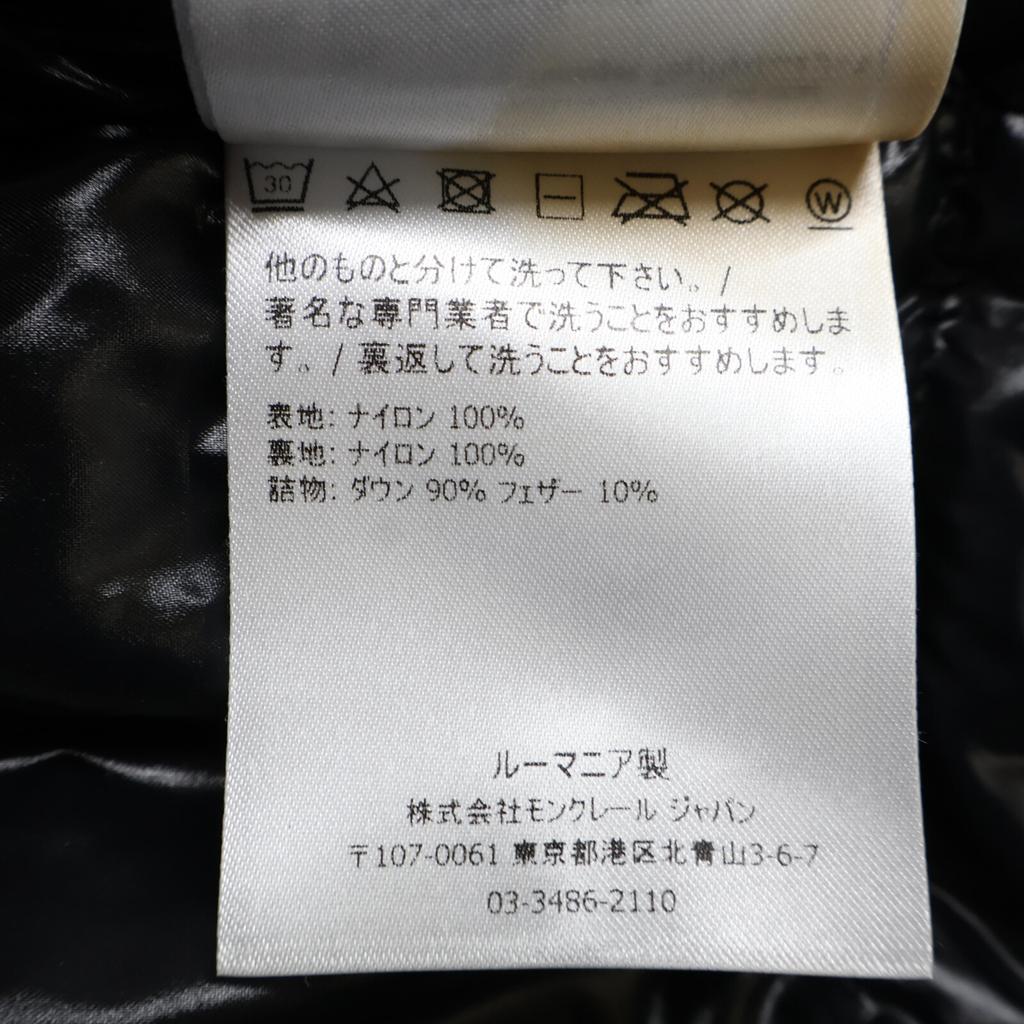 30
W
他のものと分けて洗って下さい。/
著名な専門業者で洗うことをおすすめしま
す。/ 裏返して洗うことをおすすめします。
表地: ナイロン 100%
裏地: ナイロン 100%
詰物: ダウン 90% フェザー 10%
ルーマニア製
株式会社モンクレール ジャパン
〒107-0061 東京都港区北青山3-6-7
03-3486-2110